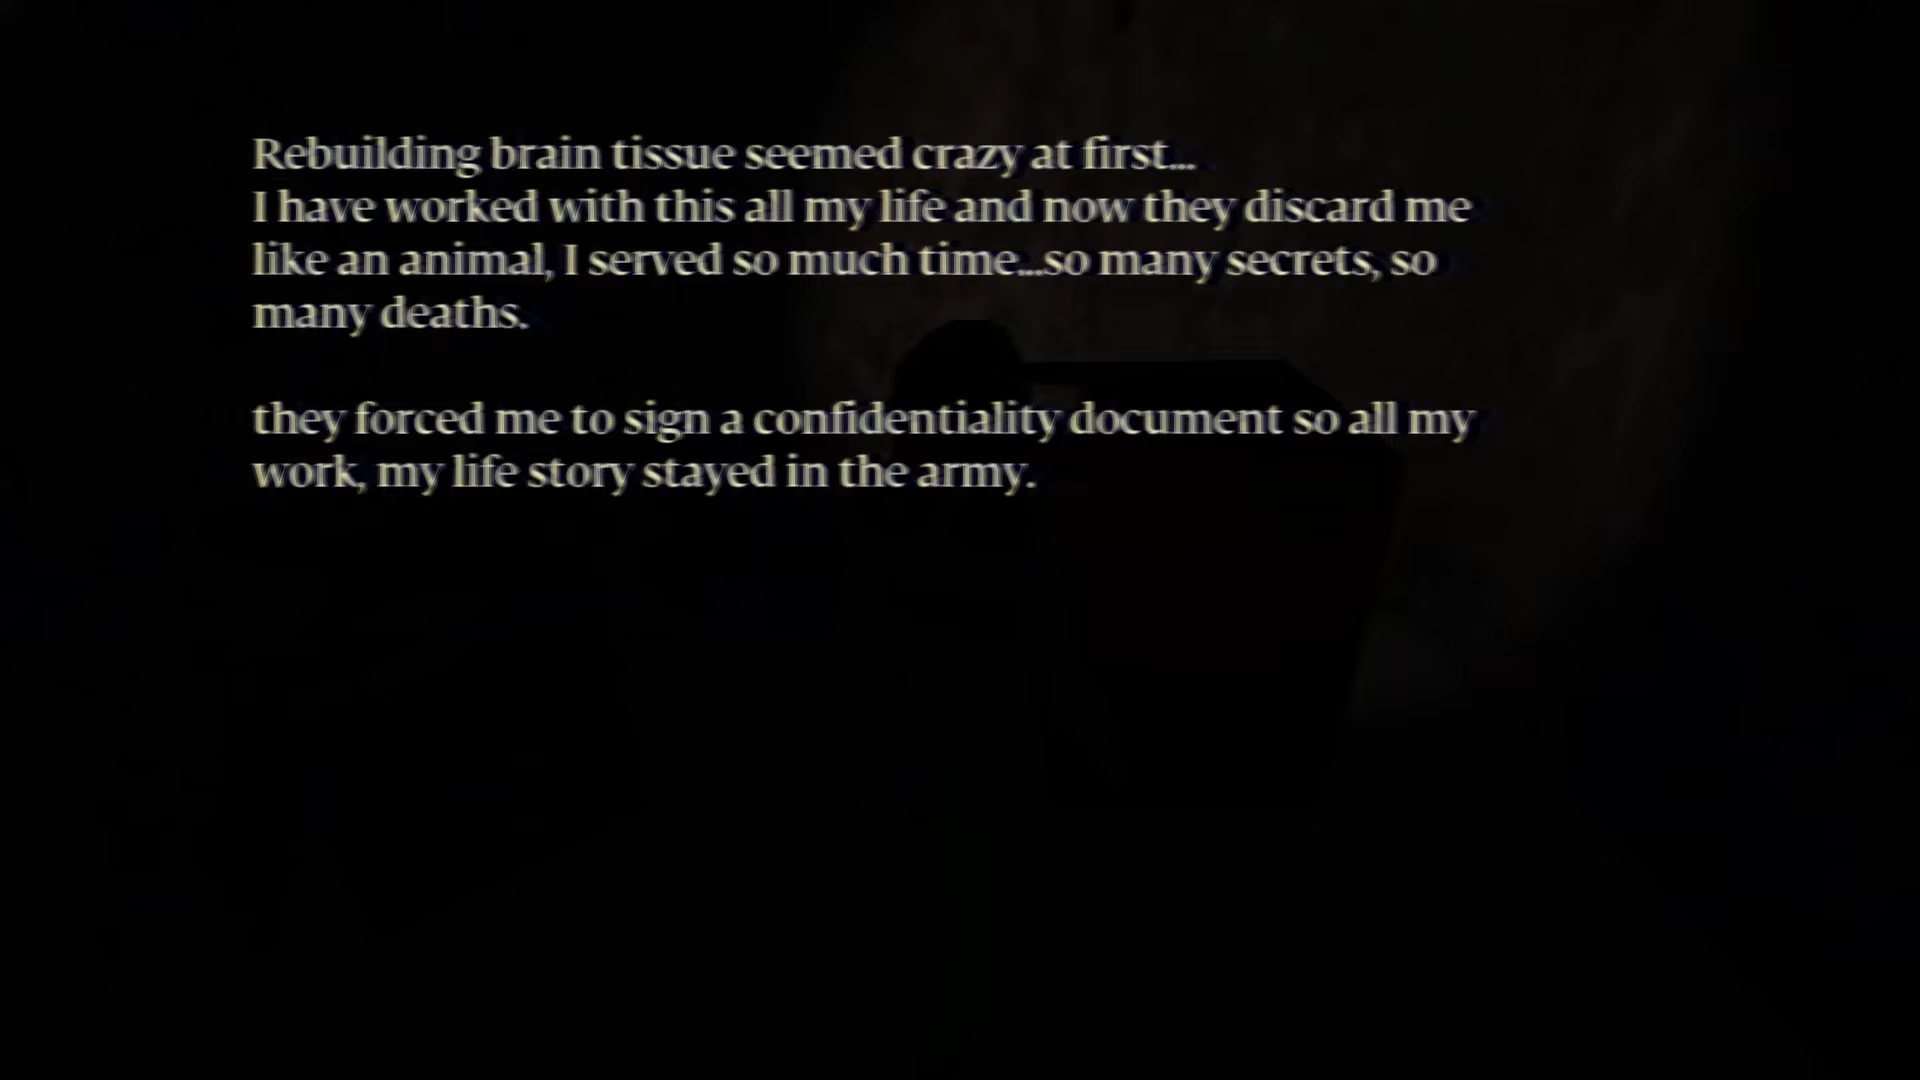 Rebuilding brain tissue seemed crazy at first...
I have worked with this all my life and now they discard me
like an animal, I served so much time...so many secrets, so
many deaths.
they forced me to sign a confidentiality document so all my
work, my life story stayed in the army.